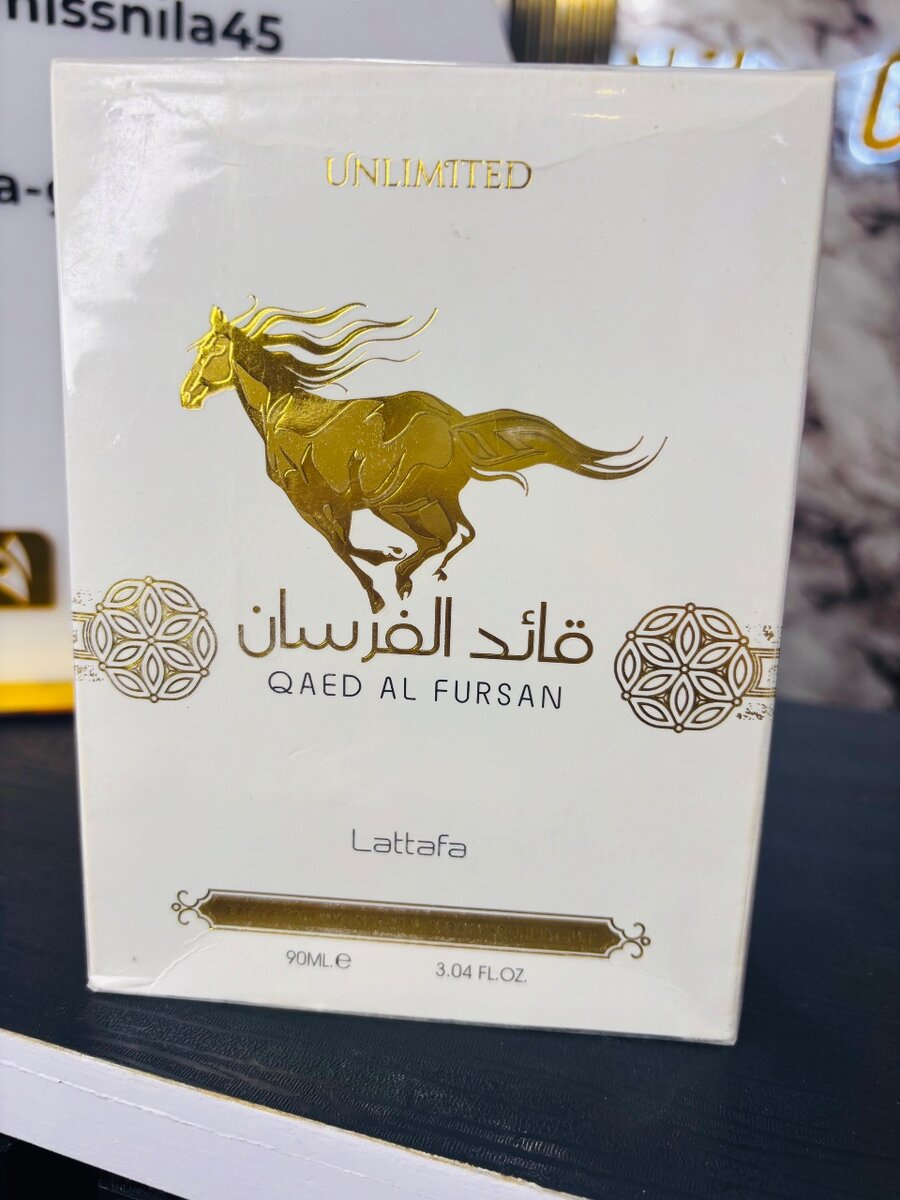 nissnila45
a-g
UNLIMITED
قائد الفرسان
QAED AL FURSAN
Lattafa
90ML.e
3.04 FL.OZ.